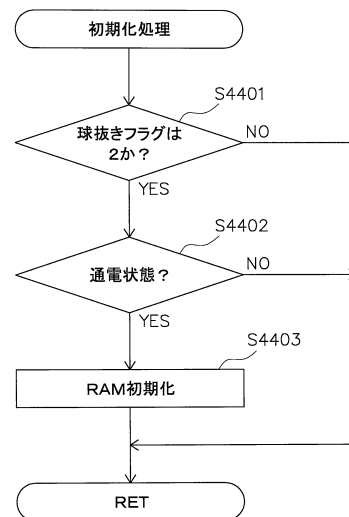 初期化処理
S4401
球抜きフラグは
2か？
NO
YES
S4402
通電状態？
NO
YES
S4403
RAM初期化
RET